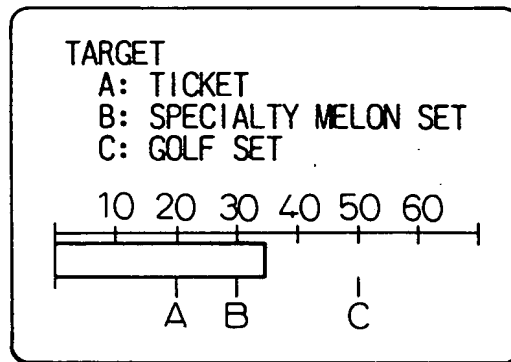 TARGET
A: TICKET
B: SPECIALTY MELON SET
C: GOLF SET
10 20 30 40 50 60
A B C